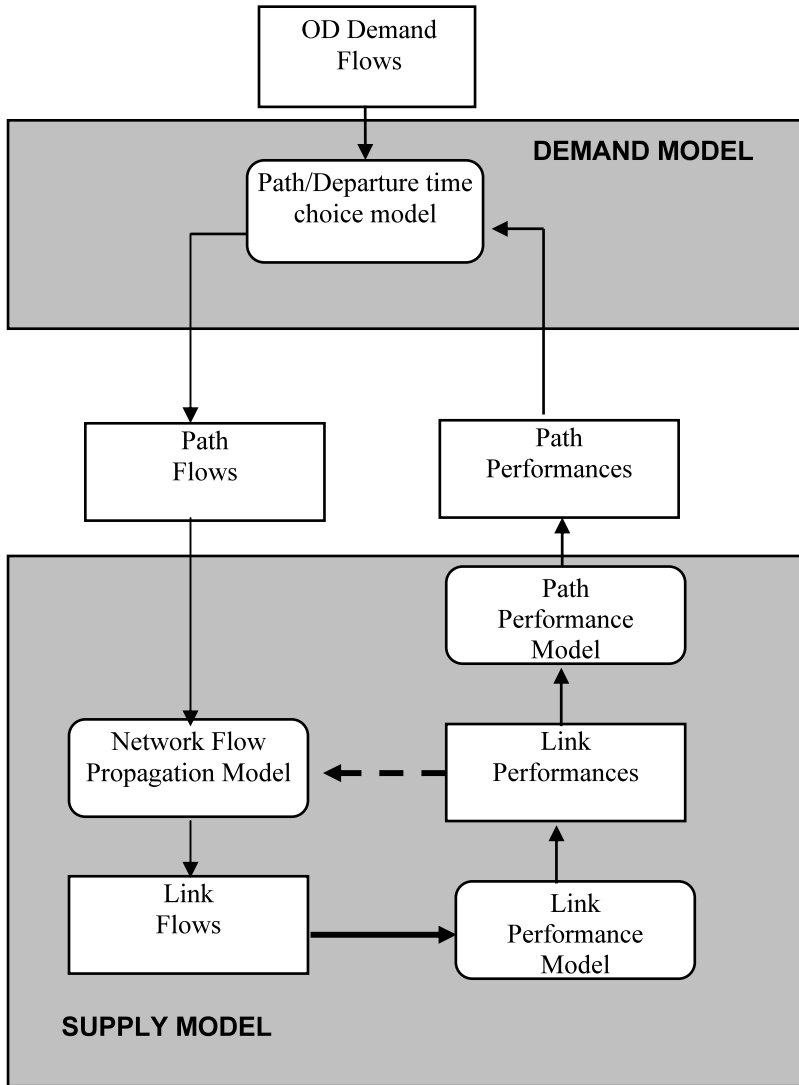 OD Demand
Flows
DEMAND MODEL
Path/Departure time
choice model
Path
Flows
Path
Performances
Path
Performance
Model
Network Flow
Propagation Model
Link
Performances
Link
Flows
Link
Performance
Model
SUPPLY MODEL